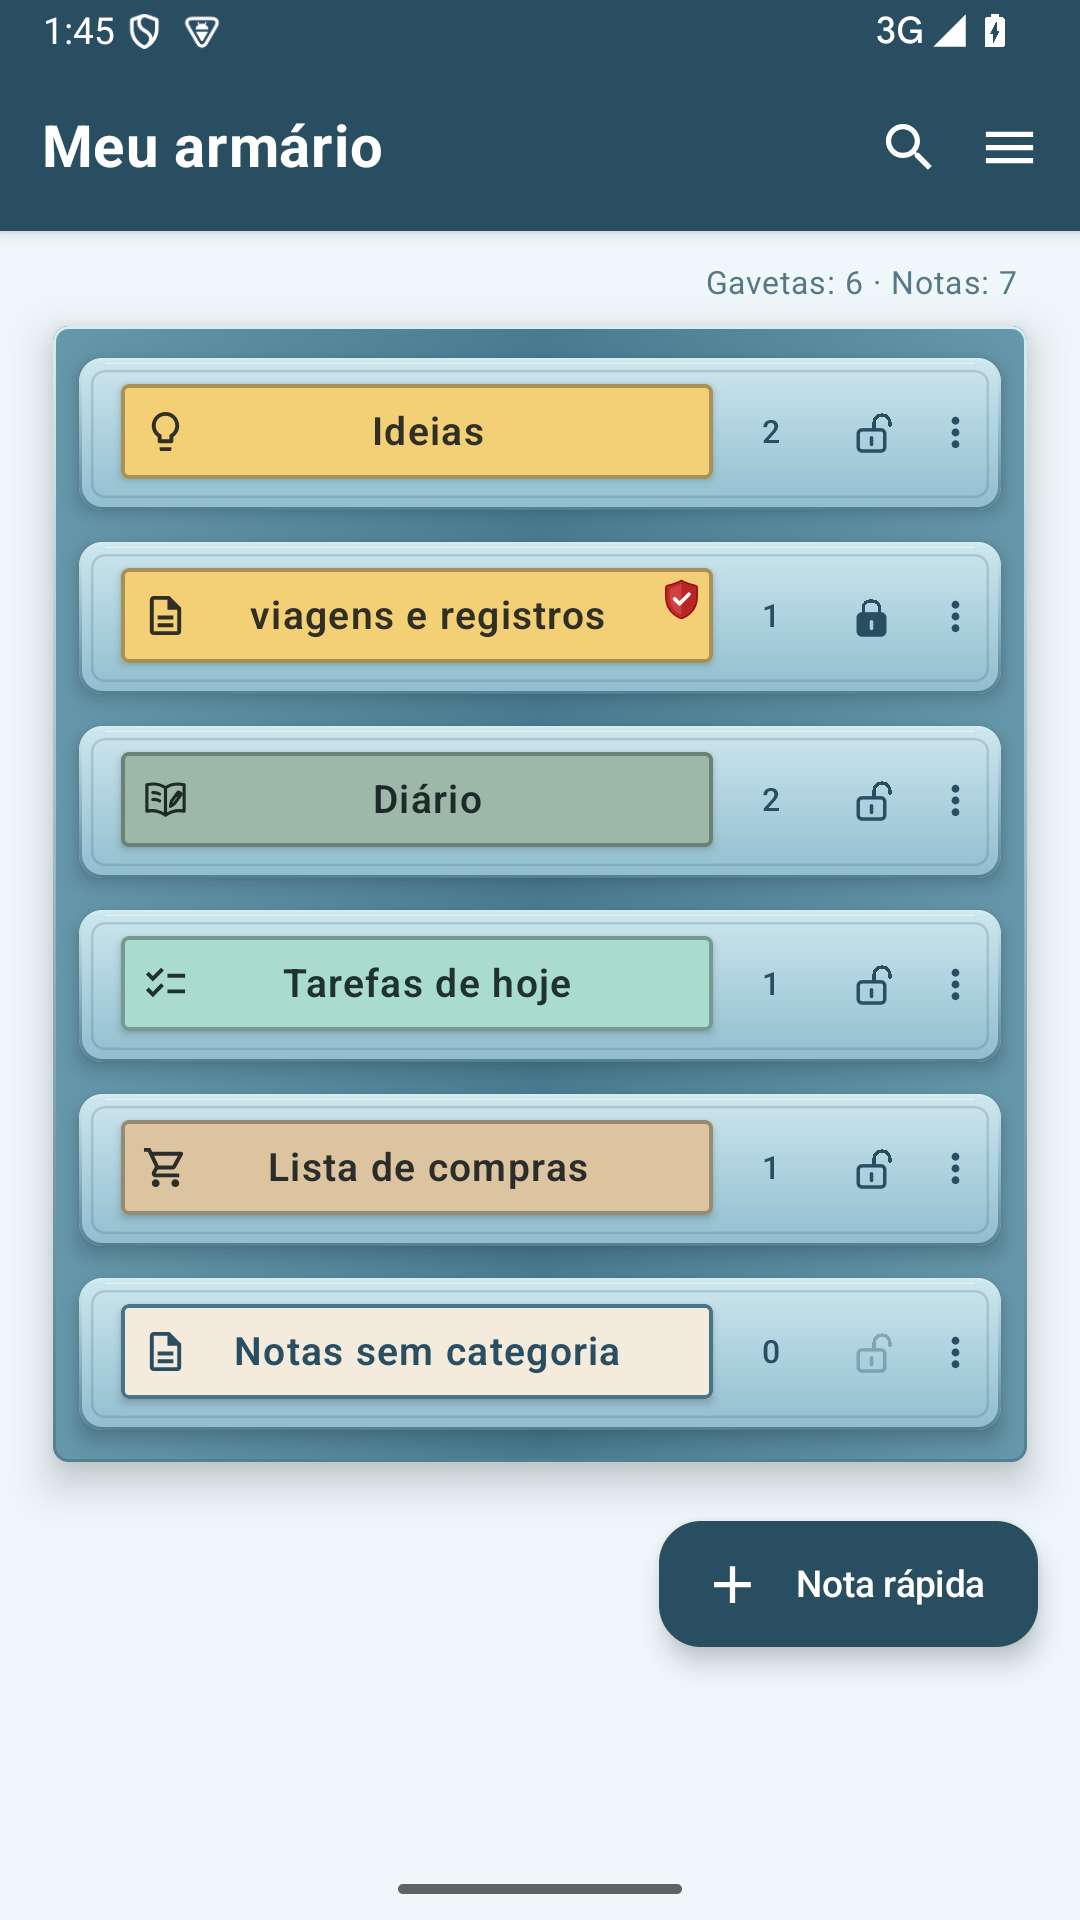 1:45
3G
Meu armário
Gavetas: 6 · Notas: 7
Ideias 2
viagens e registros 1
Diário 2
Tarefas de hoje 1
Lista de compras 1
Notas sem categoria 0
Nota rápida